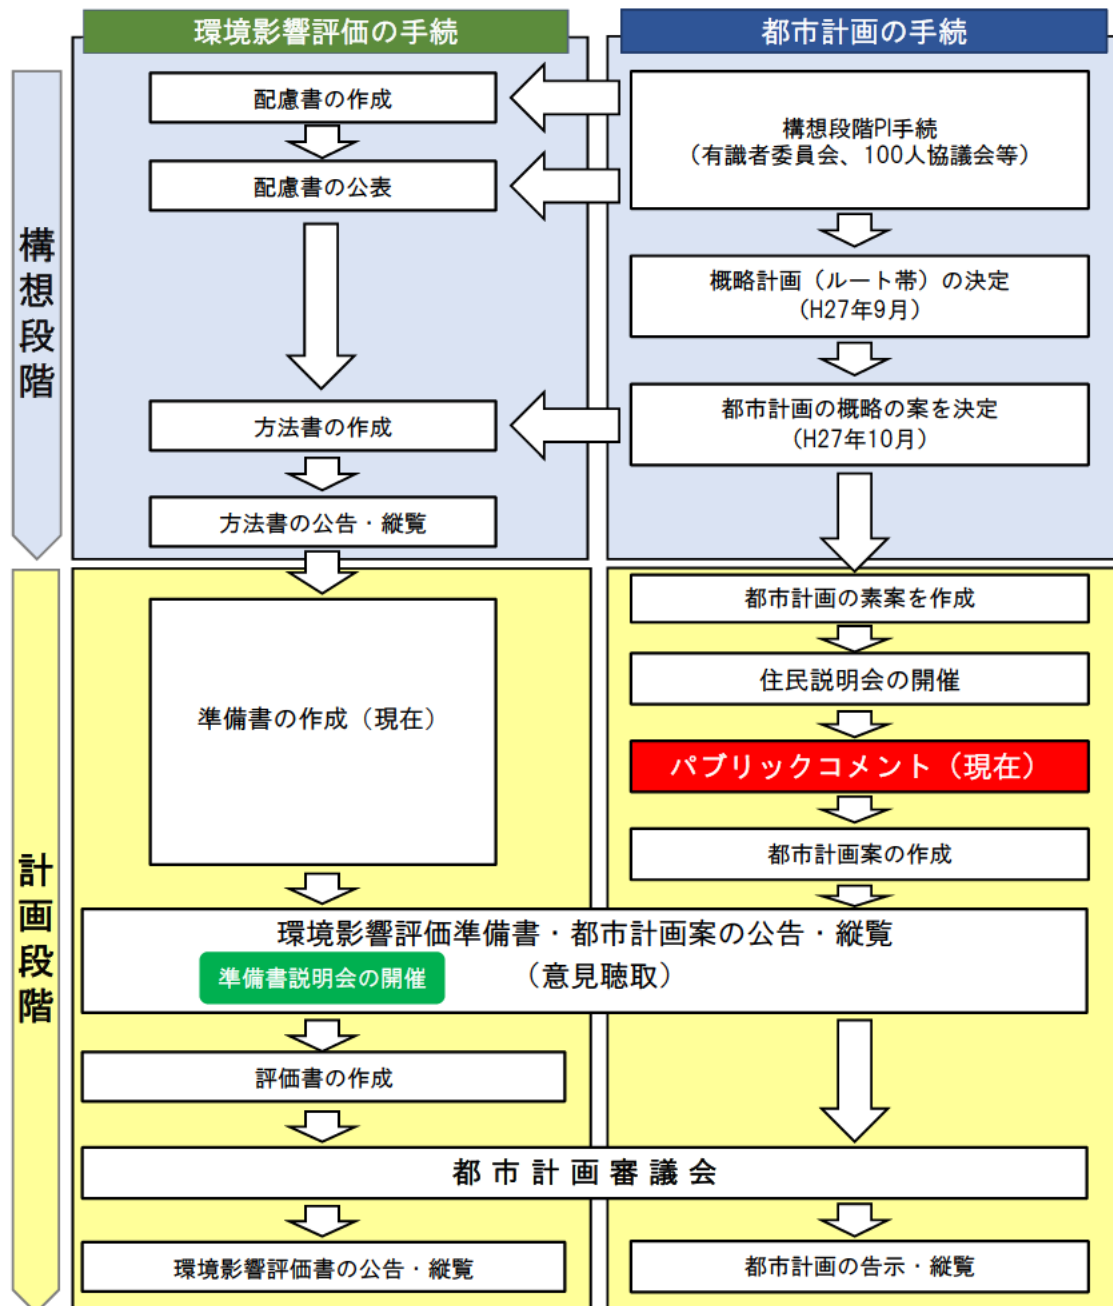 環境影響評価の手続
都市計画の手続
構想段階
配慮書の作成
配慮書の公表
方法書の作成
方法書の公告・縦覧
構想段階PI手続
（有識者委員会、100人協議会等）
概略計画（ルート帯）の決定
（H27年9月）
都市計画の概略の案を決定
（H27年10月）
計画段階
準備書の作成（現在）
都市計画の素案を作成
住民説明会の開催
パブリックコメント（現在）
都市計画案の作成
環境影響評価準備書・都市計画案の公告・縦覧
準備書説明会の開催
（意見聴取）
評価書の作成
都市計画審議会
環境影響評価書の公告・縦覧
都市計画の告示・縦覧